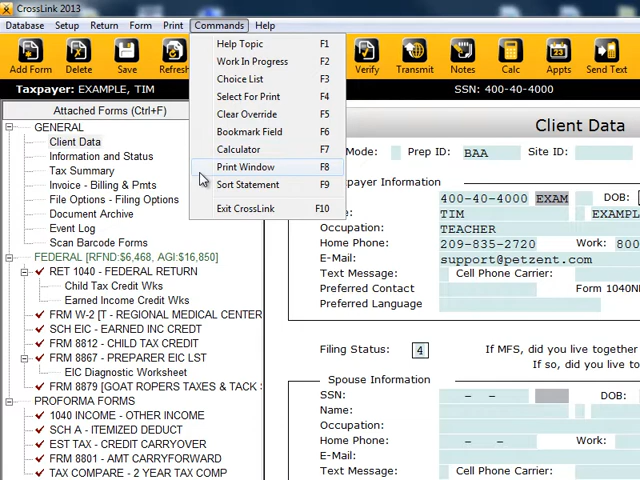 CrossLink 2013
Database Setup Return Form Print Commands Help
Add Form Delete Save Refresh Verify Transmit Notes Calc Appts Send Text
Taxpayer: EXAMPLE, TIM SSN: 400-40-4000
Attached Forms (Ctrl+F)
GENERAL
Client Data
Information and Status
Tax Summary
Invoice - Billing & Pmts
File Options - Filing Options
Document Archive
Event Log
Scan Barcode Forms
FEDERAL [RFND:$6,468, AGI:$16,850]
RET 1040 - FEDERAL RETURN
Child Tax Credit Wks
Earned Income Credit Wks
FRM W-2 [T - REGIONAL MEDICAL CENTER
SCH EIC - EARNED INC CREDT
FRM 8812 - CHILD TAX CREDIT
FRM 8867 - PREPARER EIC LST
EIC Diagnostic Worksheet
FRM 8879 [GOAT ROPERS TAXES & TACK
PROFORMA FORMS
1040 INCOME - OTHER INCOME
SCH A - ITEMIZED DEDUCT
EST TAX - CREDIT CARRYOVER
FRM 8801 - AMT CARRYFORWARD
TAX COMPARE - 2 YEAR TAX COMP
Help Topic F1
Work In Progress F2
Choice List F3
Select For Print F4
Clear Override F5
Bookmark Field F6
Calculator F7
Print Window F8
Sort Statement F9
Exit CrossLink F10
Client Data
Mode: Prep ID: BAA Site ID:
payer Information
400-40-4000 EXAM DOB:
TIM EXAMPL
Occupation: TEACHER
Home Phone: 209-835-2720 Work: 800
E-Mail: support@petzent.com
Text Message: Cell Phone Carrier:
Preferred Contact Form 1040N
Preferred Language
Filing Status: 4 If MFS, did you live together
If so, did you live
Spouse Information
SSN: - - DOB:
Name:
Occupation:
Home Phone: - - Work:
E-Mail:
Text Message: Cell Phone Carrier: